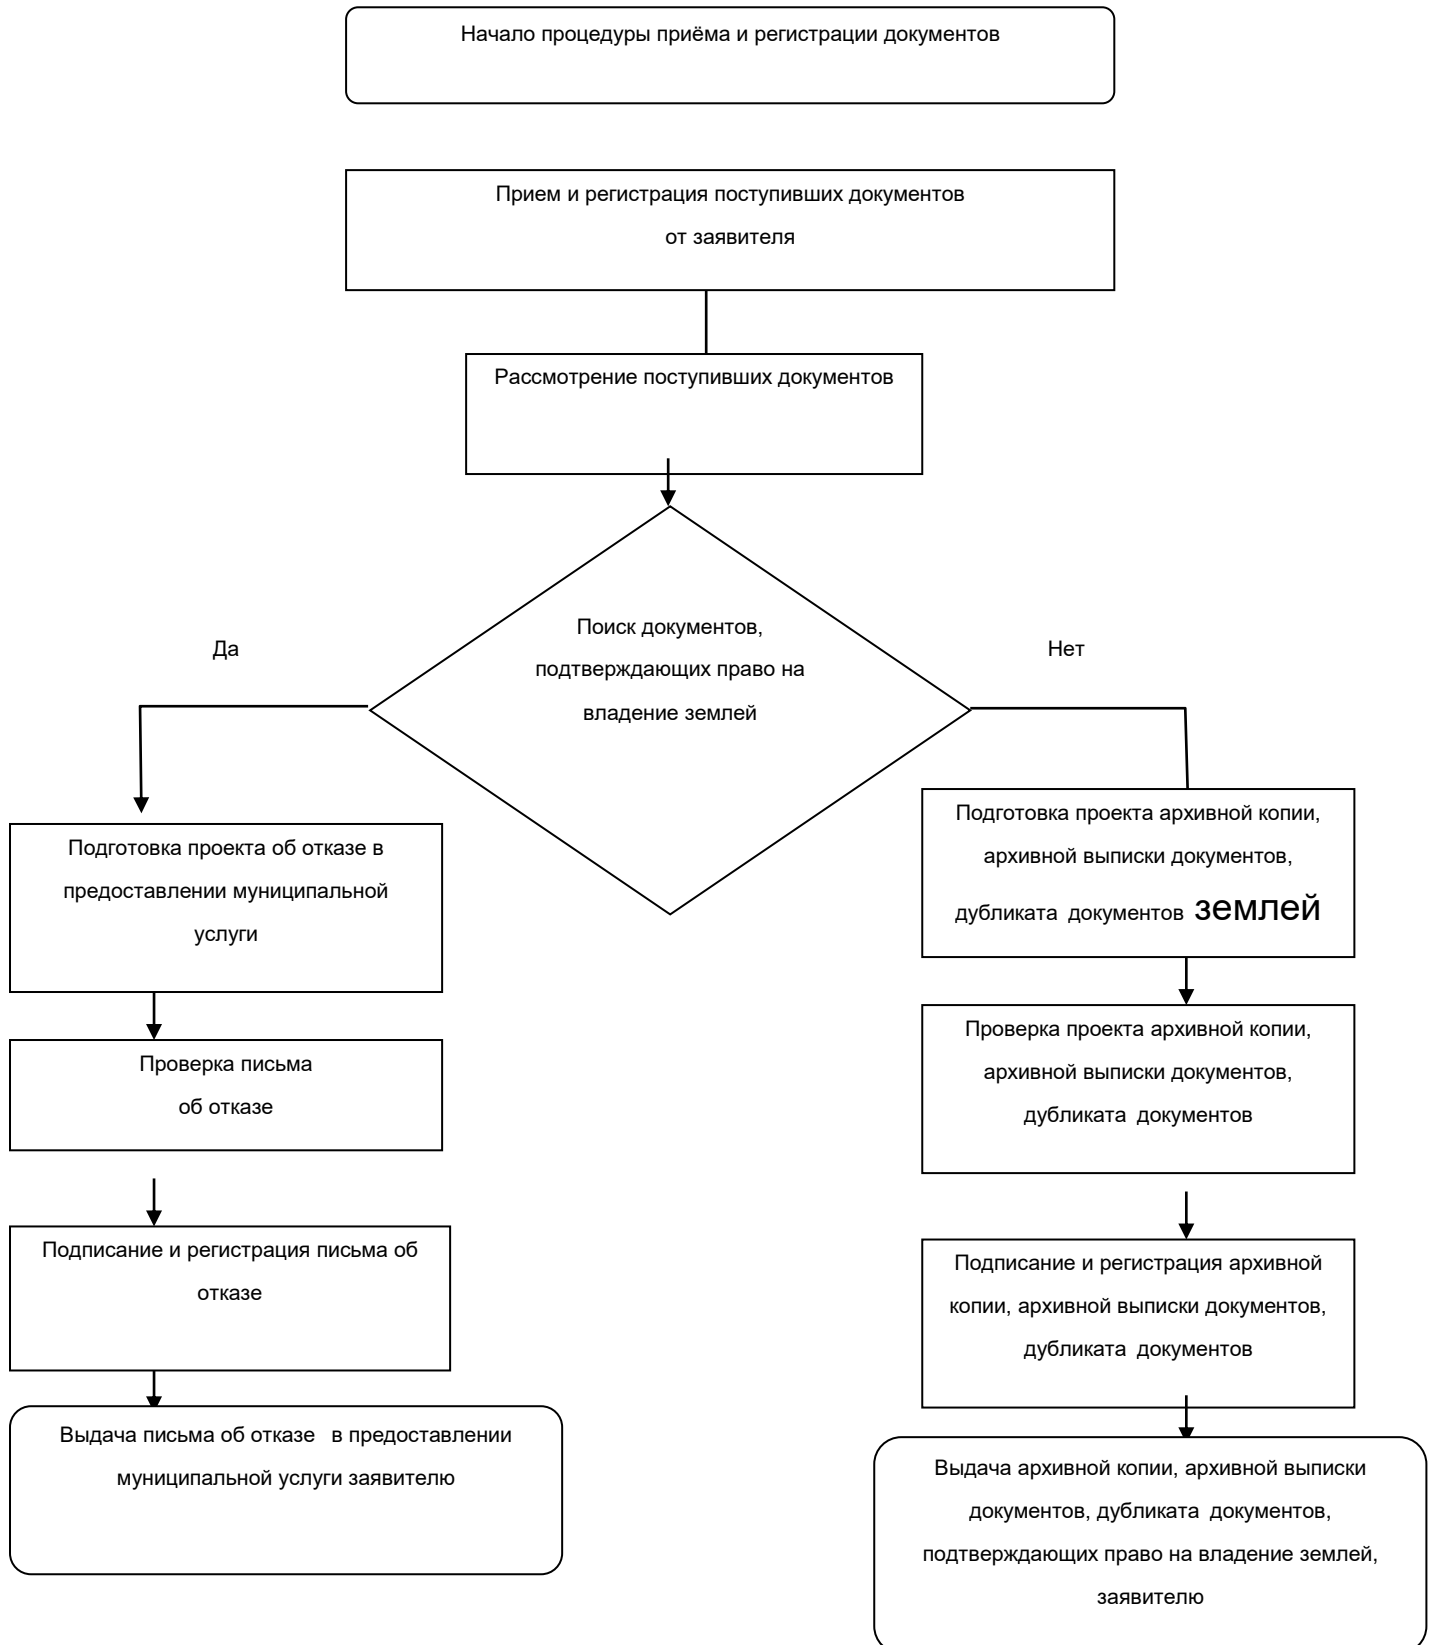 Начало процедуры приёма и регистрации документов
Прием и регистрация поступивших документов
от заявителя
Рассмотрение поступивших документов
Поиск документов,
подтверждающих право на
владение землей
Да
Нет
Подготовка проекта об отказе в
предоставлении муниципальной
услуги
Проверка письма
об отказе
Подписание и регистрация письма об
отказе
Выдача письма об отказе в предоставлении
муниципальной услуги заявителю
Подготовка проекта архивной копии,
архивной выписки документов,
дубликата документов землей
Проверка проекта архивной копии,
архивной выписки документов,
дубликата документов
Подписание и регистрация архивной
копии, архивной выписки документов,
дубликата документов
Выдача архивной копии, архивной выписки
документов, дубликата документов,
подтверждающих право на владение землей,
заявителю